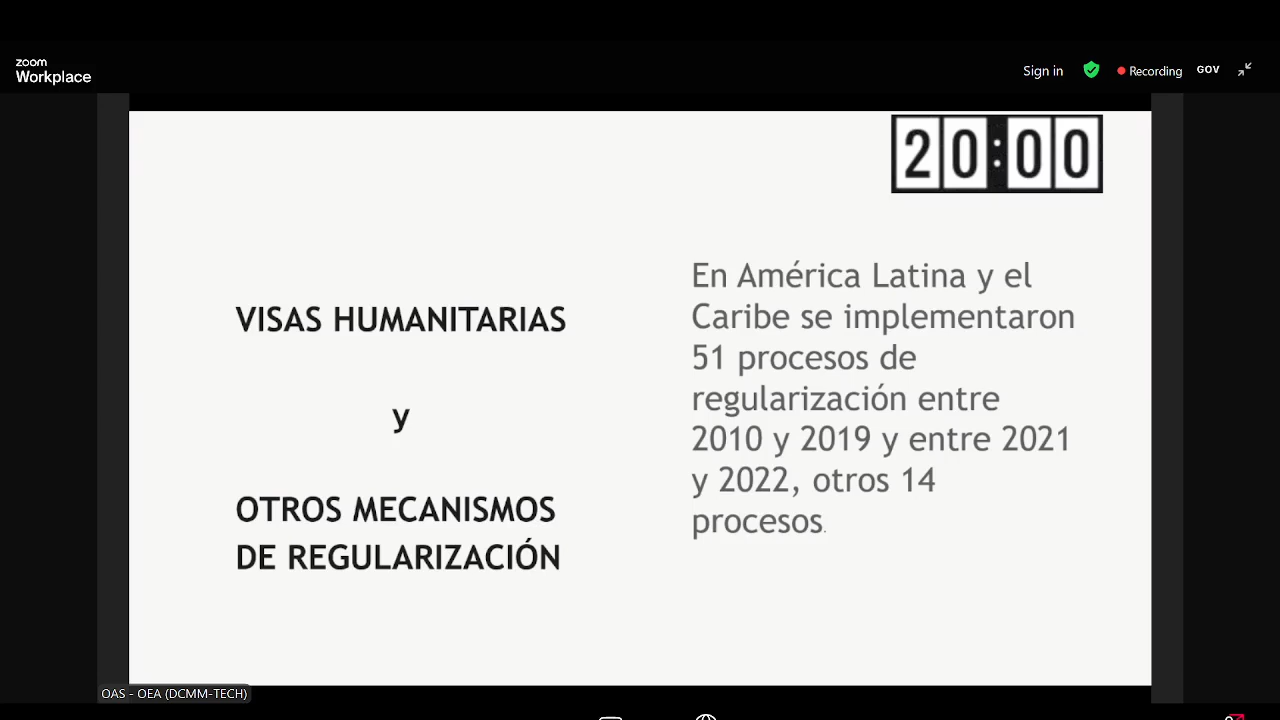 zoom
Workplace
Sign in
Recording
GOV
20:00
VISAS HUMANITARIAS
y
OTROS MECANISMOS
DE REGULARIZACIÓN
En América Latina y el
Caribe se implementaron
51 procesos de
regularización entre
2010 y 2019 y entre 2021
y 2022, otros 14
procesos.
OAS - OEA (DCMM-TECH)